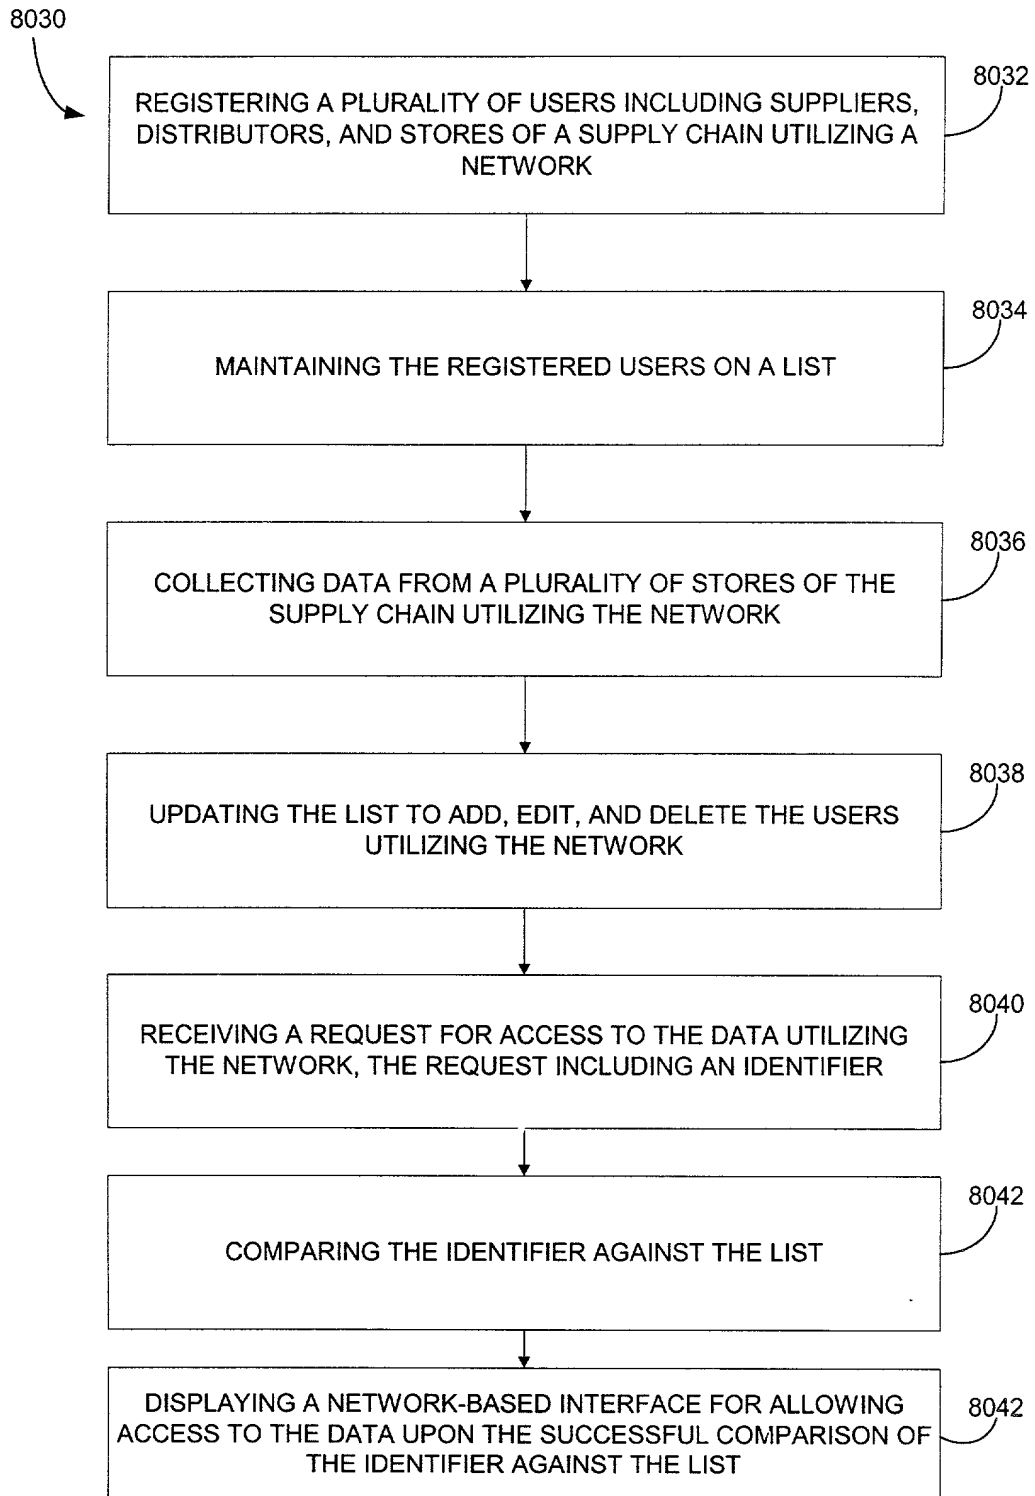 8030
8032
REGISTERING A PLURALITY OF USERS INCLUDING SUPPLIERS,
DISTRIBUTORS, AND STORES OF A SUPPLY CHAIN UTILIZING A
NETWORK
8034
MAINTAINING THE REGISTERED USERS ON A LIST
8036
COLLECTING DATA FROM A PLURALITY OF STORES OF THE
SUPPLY CHAIN UTILIZING THE NETWORK
8038
UPDATING THE LIST TO ADD, EDIT, AND DELETE THE USERS
UTILIZING THE NETWORK
8040
RECEIVING A REQUEST FOR ACCESS TO THE DATA UTILIZING
THE NETWORK, THE REQUEST INCLUDING AN IDENTIFIER
8042
COMPARING THE IDENTIFIER AGAINST THE LIST
8042
DISPLAYING A NETWORK-BASED INTERFACE FOR ALLOWING
ACCESS TO THE DATA UPON THE SUCCESSFUL COMPARISON OF
THE IDENTIFIER AGAINST THE LIST